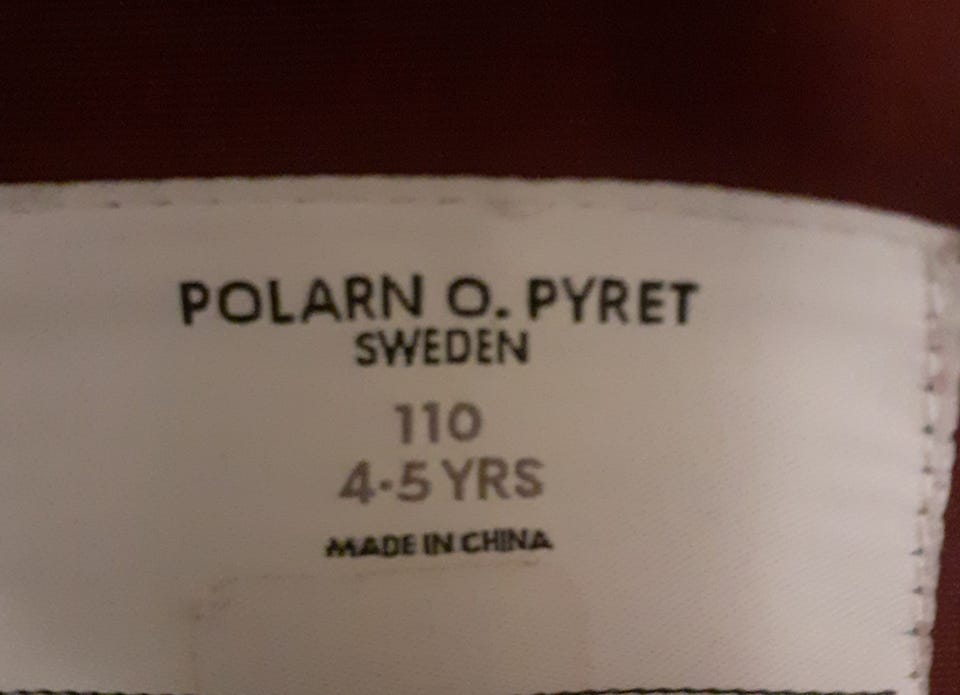 POLARN O. PYRET
SWEDEN
110
4-5 YRS
MADE IN CHINA